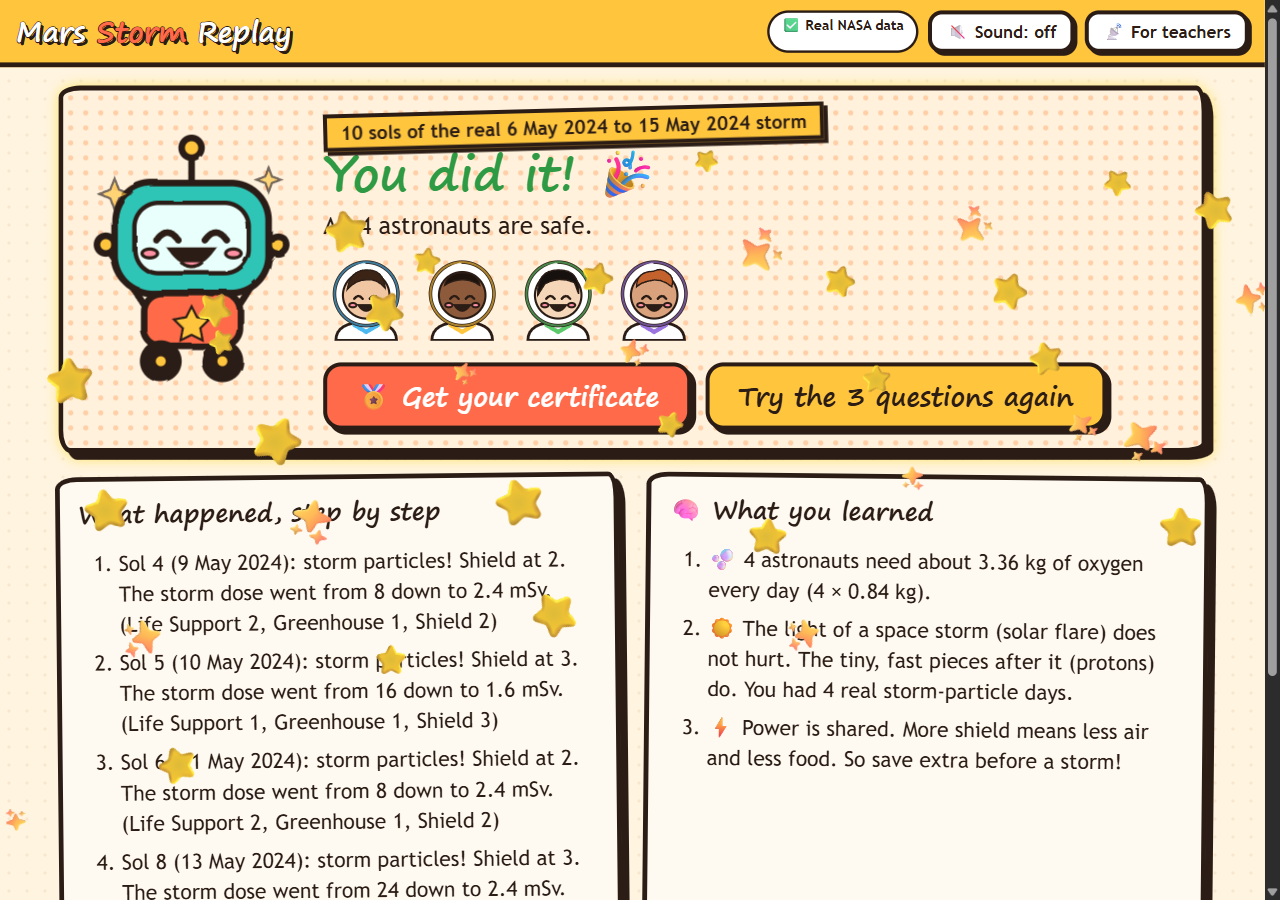 Mars Storm Replay
Real NASA data
Sound: off
For teachers
10 sols of the real 6 May 2024 to 15 May 2024 storm
You did it!
4 astronauts are safe.
Get your certificate
Try the 3 questions again
What happened, step by step
1. Sol 4 (9 May 2024): storm particles! Shield at 2.
The storm dose went from 8 down to 2.4 mSv.
(Life Support 2, Greenhouse 1, Shield 2)
2. Sol 5 (10 May 2024): storm particles! Shield at 3.
The storm dose went from 16 down to 1.6 mSv.
(Life Support 1, Greenhouse 1, Shield 3)
3. Sol 6 (11 May 2024): storm particles! Shield at 2.
The storm dose went from 8 down to 2.4 mSv.
(Life Support 2, Greenhouse 1, Shield 2)
4. Sol 8 (13 May 2024): storm particles! Shield at 3.
The storm dose went from 24 down to 2.4 mSv.
What you learned
1. 4 astronauts need about 3.36 kg of oxygen
every day (4 × 0.84 kg).
2. The light of a space storm (solar flare) does
not hurt. The tiny, fast pieces after it (protons)
do. You had 4 real storm-particle days.
3. Power is shared. More shield means less air
and less food. So save extra before a storm!